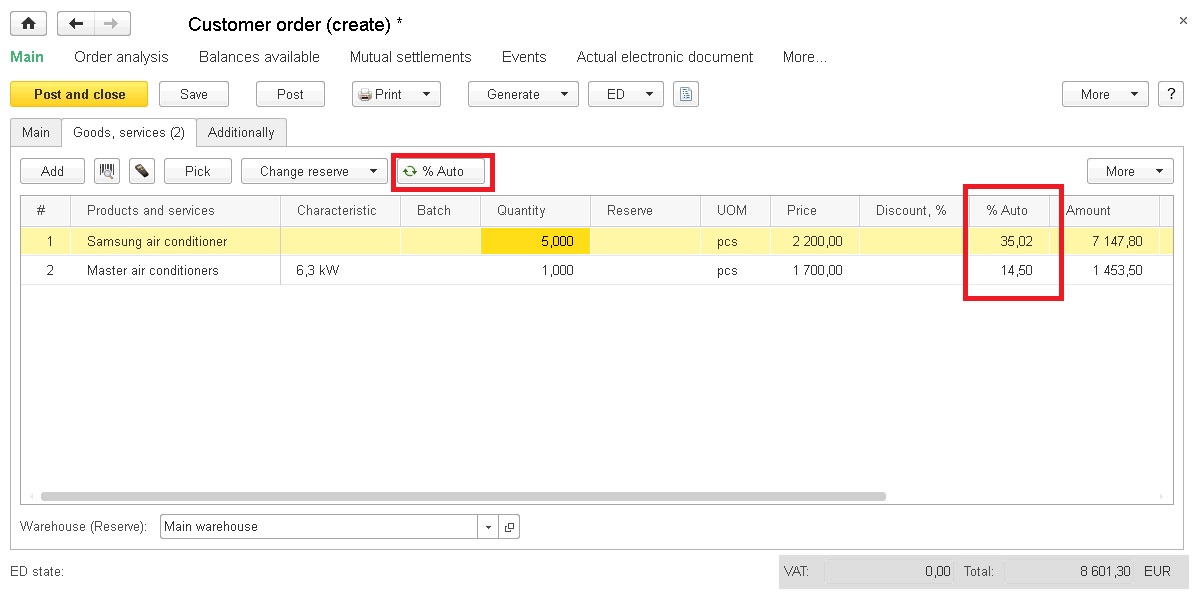 Customer order (create) *
Main Order analysis Balances available Mutual settlements Events Actual electronic document More...
Post and close Save Post Print Generate ED More ?
Main Goods, services (2) Additionally
Add Pick Change reserve % Auto More
# Products and services Characteristic Batch Quantity Reserve UOM Price Discount, % % Auto Amount
1 Samsung air conditioner 5,000 pcs 2 200,00 35,02 7 147,80
2 Master air conditioners 6,3 kW 1,000 pcs 1 700,00 14,50 1 453,50
Warehouse (Reserve): Main warehouse
ED state: VAT: 0,00 Total: 8 601,30 EUR